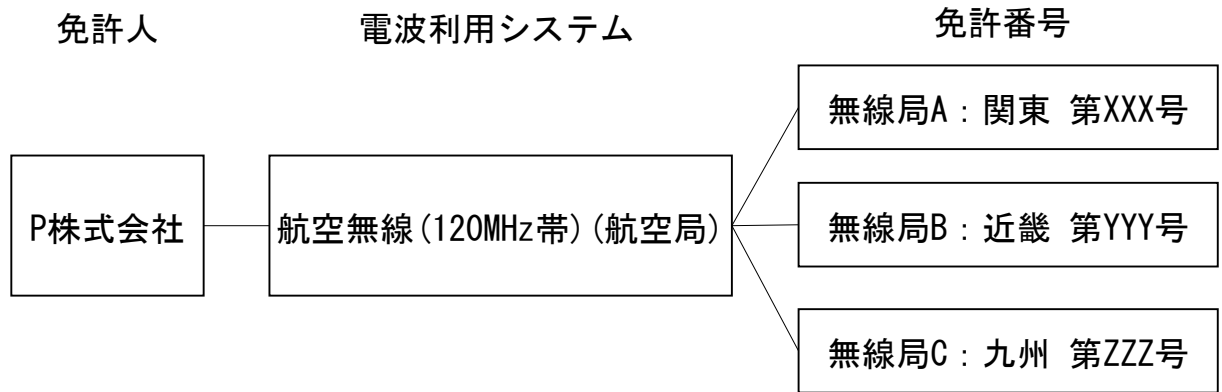 免許人
電波利用システム
免許番号
P株式会社
航空無線(120MHz帯)(航空局)
無線局A：関東 第XXX号
無線局B：近畿 第YYY号
無線局C：九州 第ZZZ号